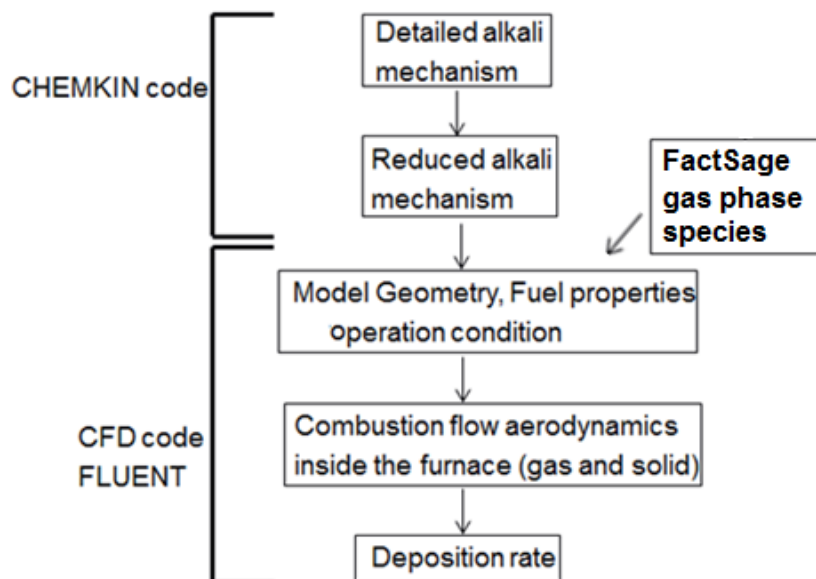 Detailed alkali
mechanism
CHEMKIN code
Reduced alkali
mechanism
FactSage
gas phase
species
Model Geometry, Fuel properties
operation condition
Combustion flow aerodynamics
inside the furnace (gas and solid)
CFD code
FLUENT
Deposition rate